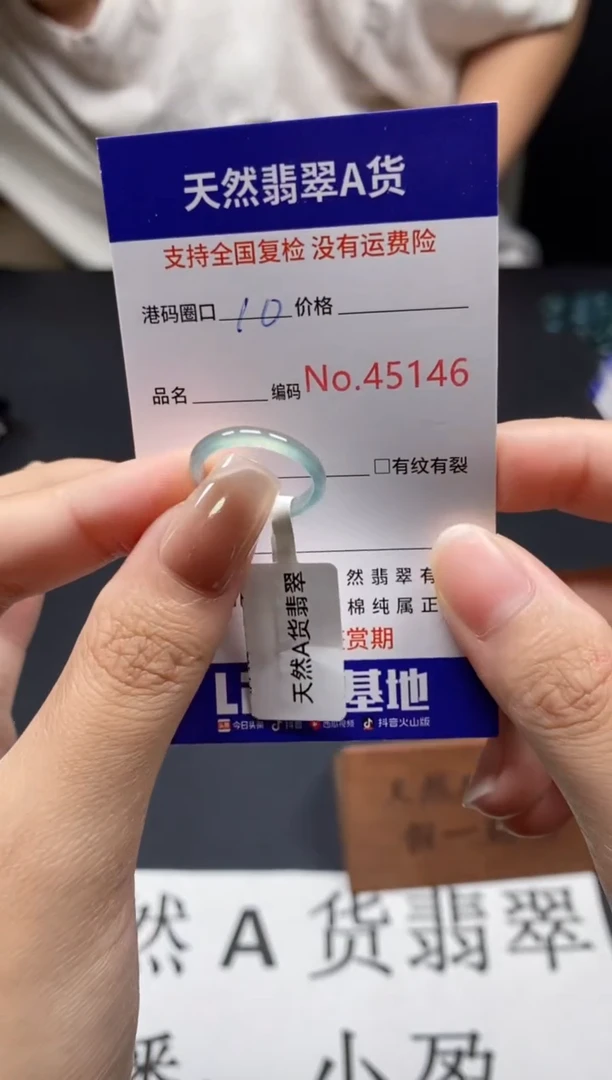 天然翡翠A货
支持全国复检 没有运费险
港码圈口 10 价格
品名 编码 No.45146
□有纹有裂
天然A货翡翠
然翡翠有
棉纯属正
赏期
基地
今日头条 抖音 西瓜视频 抖音火山版
然A货翡翠
小